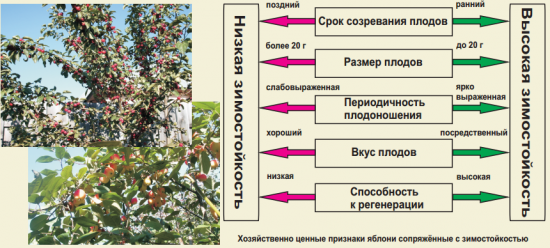 Низкая зимостойкость
поздний
ранний
Срок созревания плодов
более 20 г
до 20 г
Размер плодов
слабовыраженная
ярко
выраженная
Периодичность
плодоношения
хороший
посредственный
Вкус плодов
низкая
высокая
Способность
к регенерации
Высокая зимостойкость
Хозяйственно ценные признаки яблони сопряжённые с зимостойкостью